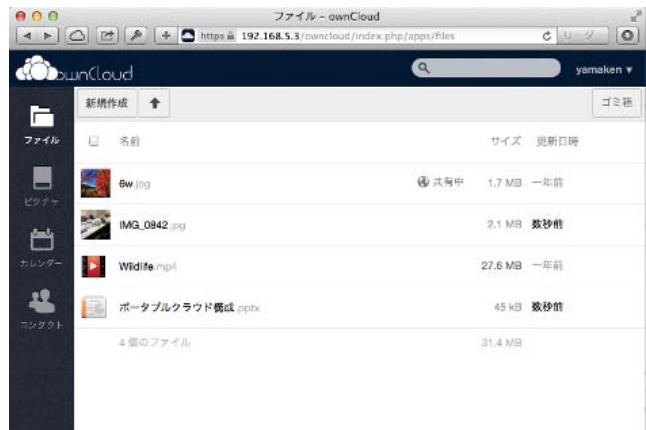 ファイル – ownCloud
https 192.168.5.3/owncloud/index.php/apps/files リーダ
ownCloud yamaken
新規作成 ゴミ箱
ファイル
名前 サイズ 更新日時
6w.jpg 共有中 1.7 MB 一年前
ピクチャ
IMG_0942.jpg 2.1 MB 数秒前
カレンダー
Wildlife.mp4 27.6 MB 一年前
コンタクト
ポータブルクラウド構成.pptx 45 kB 数秒前
4 個のファイル 31.4 MB